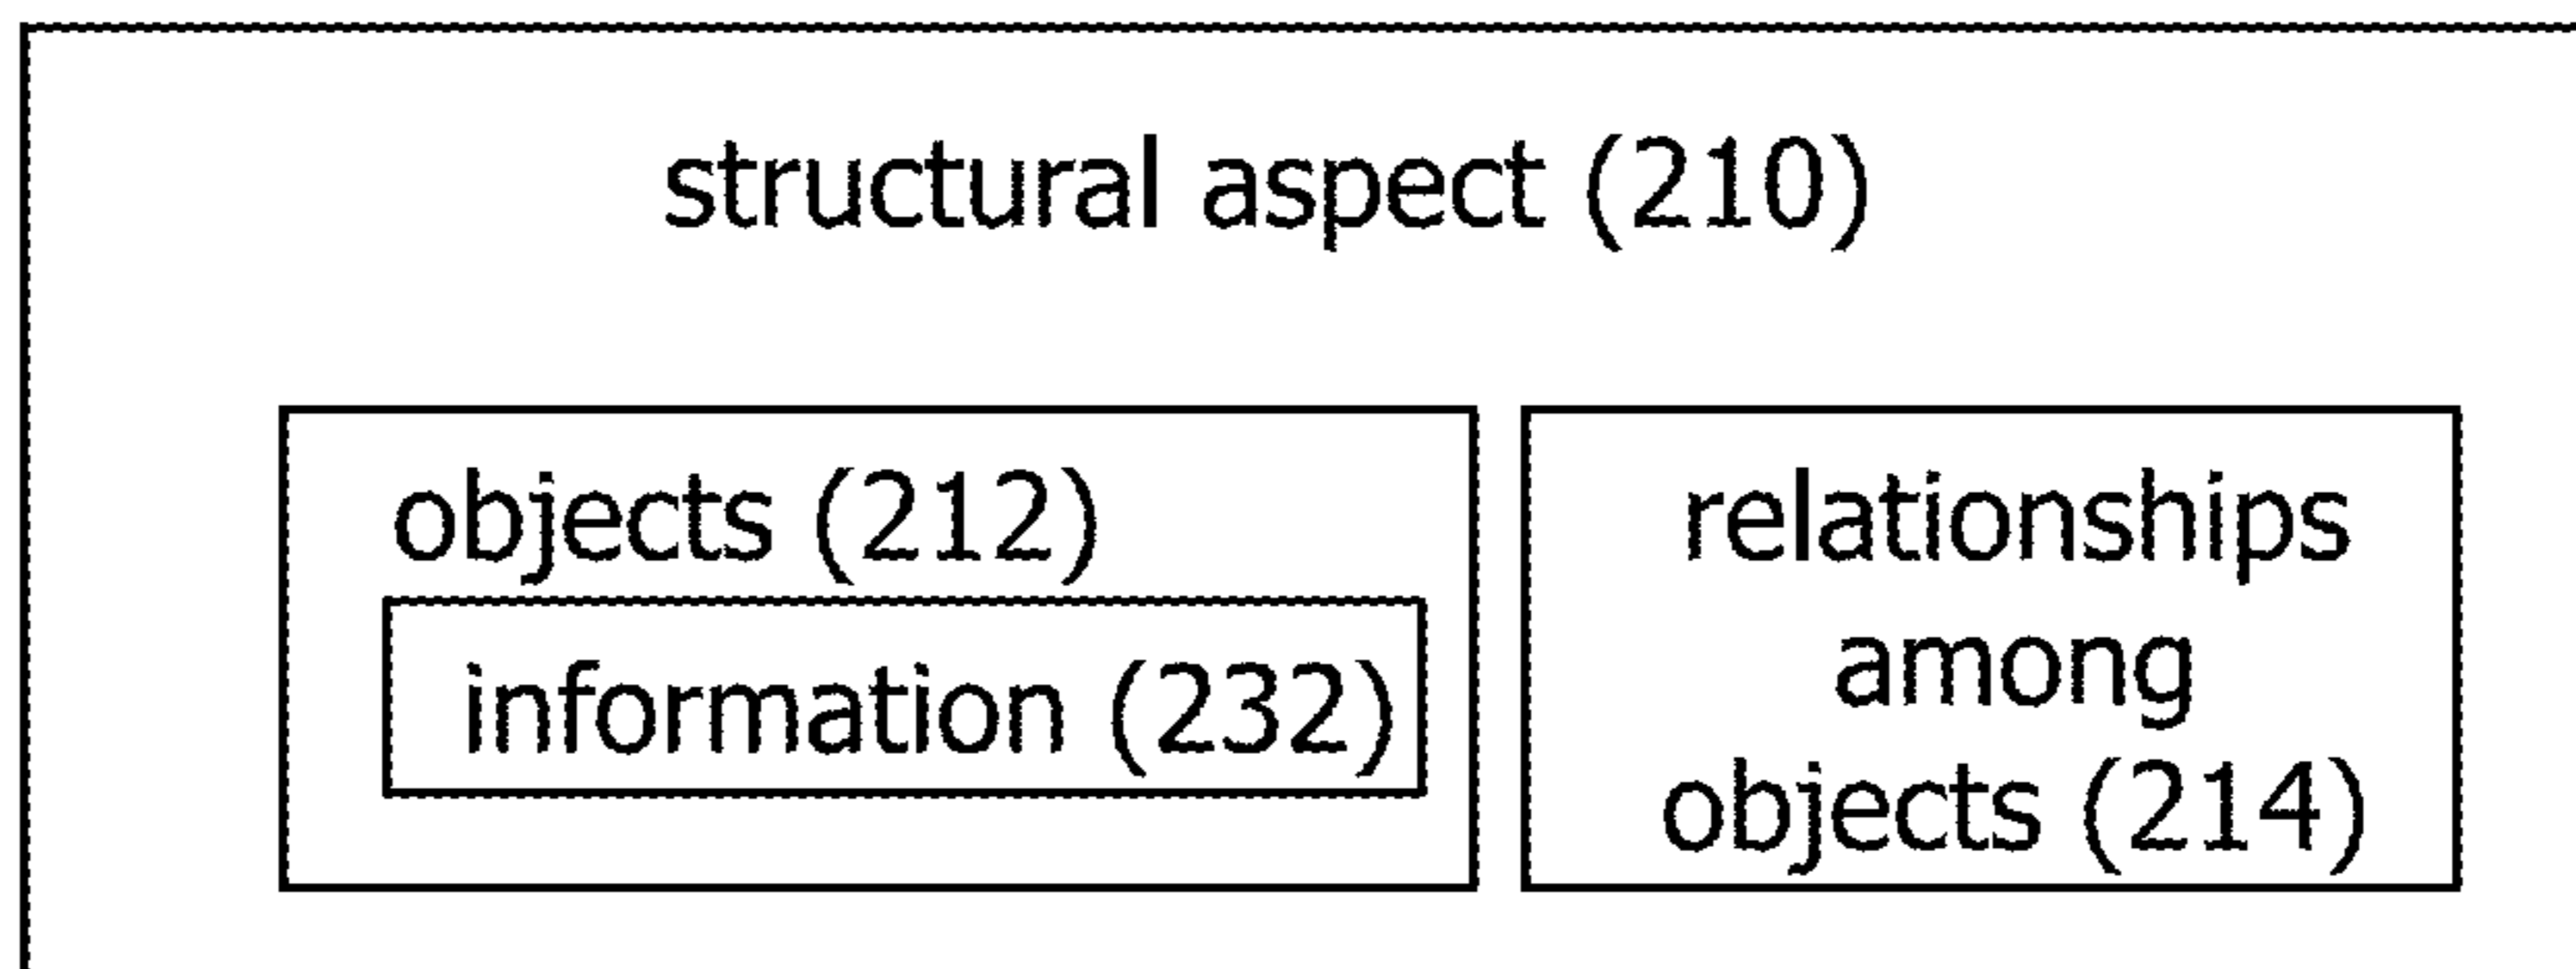 structural aspect (210)
objects (212)
information (232)
relationships
among
objects (214)